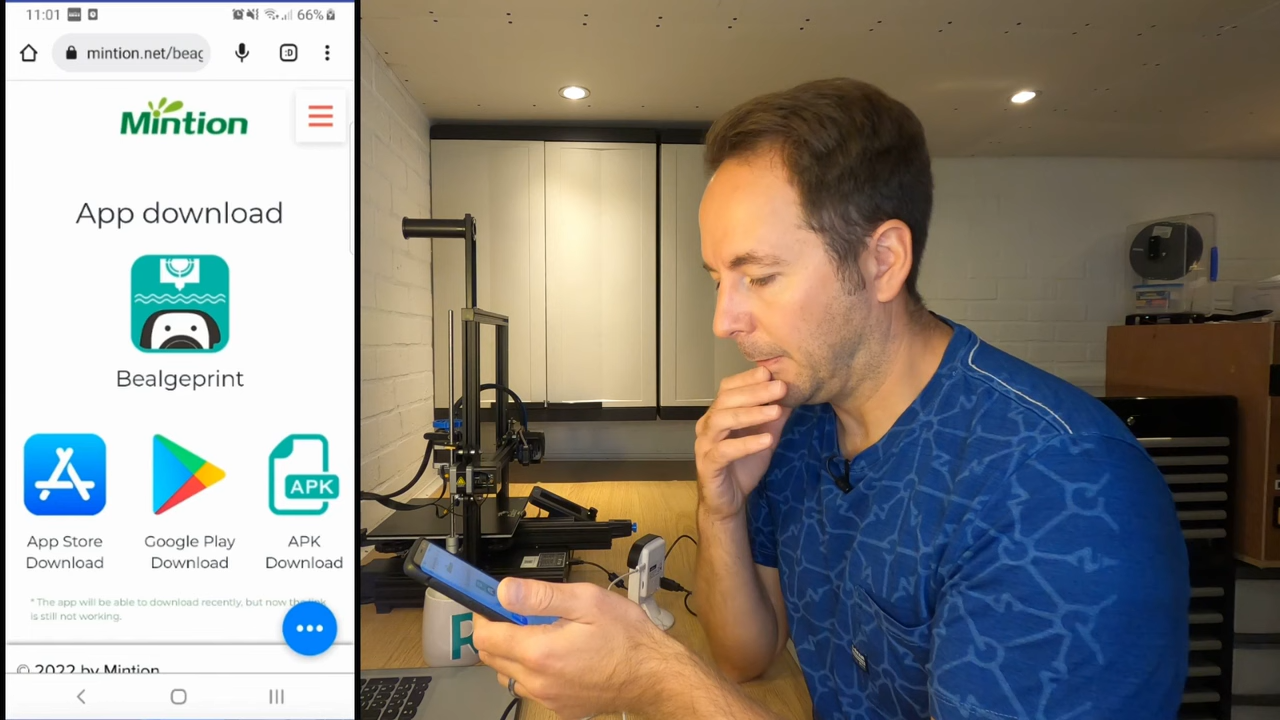 11:01
66%
mintion.net/beag
:D
Mintion
App download
Bealgeprint
APK
App Store
Download
Google Play
Download
APK
Download
* The app will be able to download recently, but now the link
is still not working.
© 2022 by Mintion
R